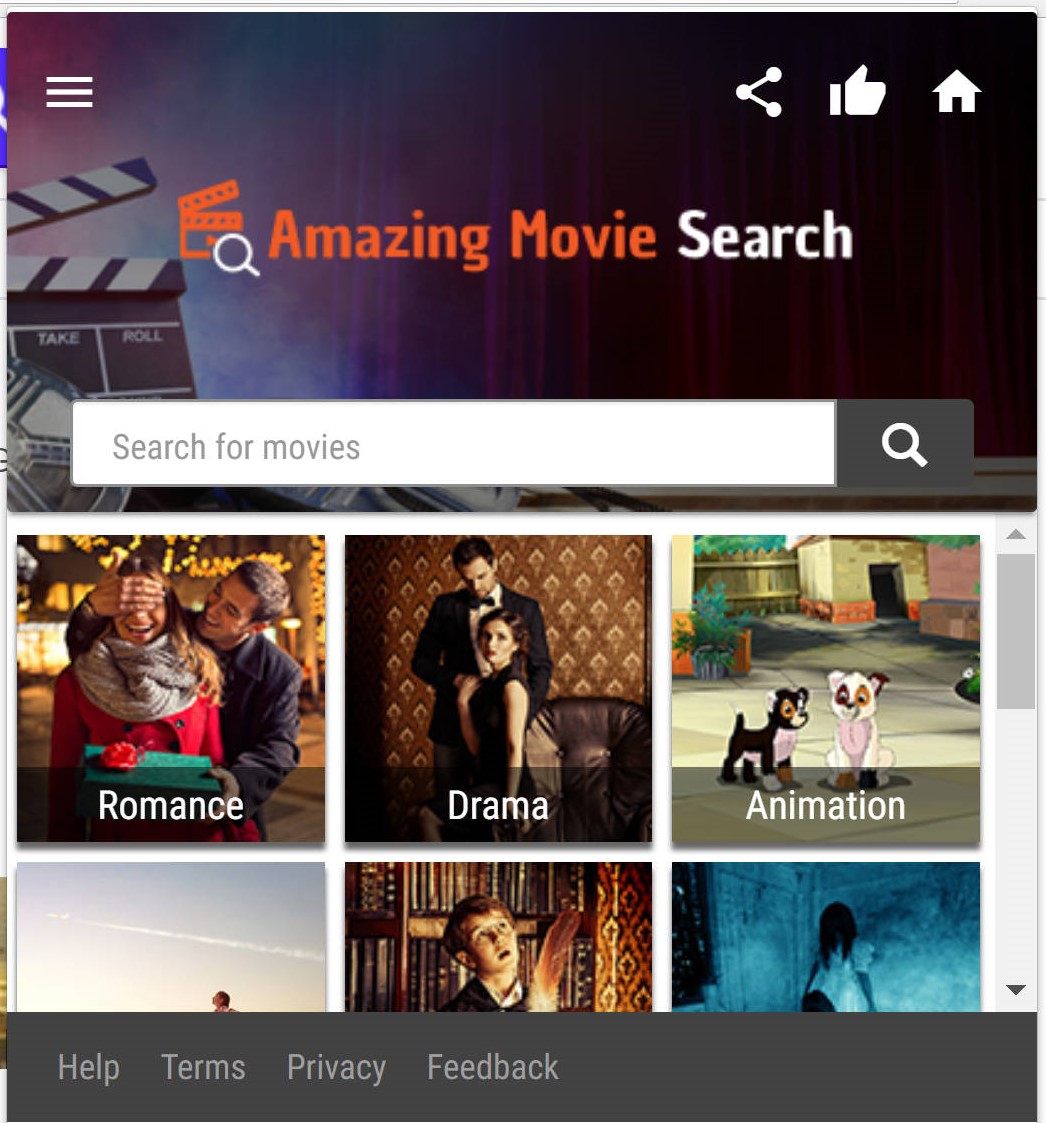 Amazing Movie Search
TAKE ROLL
Search for movies
Romance
Drama
Animation
Help
Terms
Privacy
Feedback